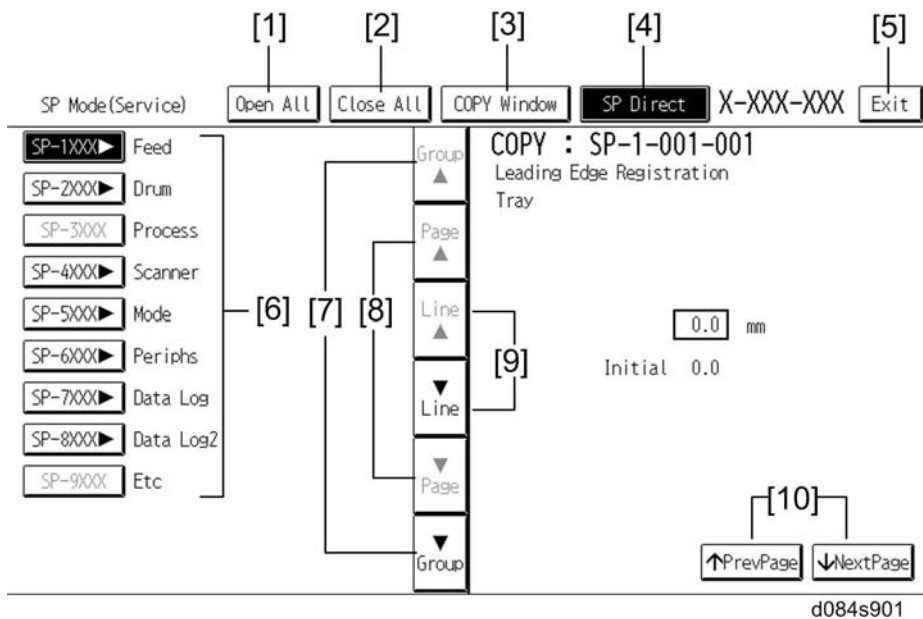 [1] [2] [3] [4] [5]
SP Mode(Service) Open All Close All COPY Window SP Direct X-XXX-XXX Exit
SP-1XXX▶ Feed
SP-2XXX▶ Drum
SP-3XXX Process
SP-4XXX▶ Scanner
SP-5XXX▶ Mode
SP-6XXX▶ Periphs
SP-7XXX▶ Data Log
SP-8XXX▶ Data Log2
SP-9XXX Etc
[6] [7] [8]
Group
▲
Page
▲
Line
▲
▼
Line
▼
Page
▼
Group
[9]
COPY : SP-1-001-001
Leading Edge Registration
Tray
0.0 mm
Initial 0.0
[10]
↑PrevPage ↓NextPage
d084s901